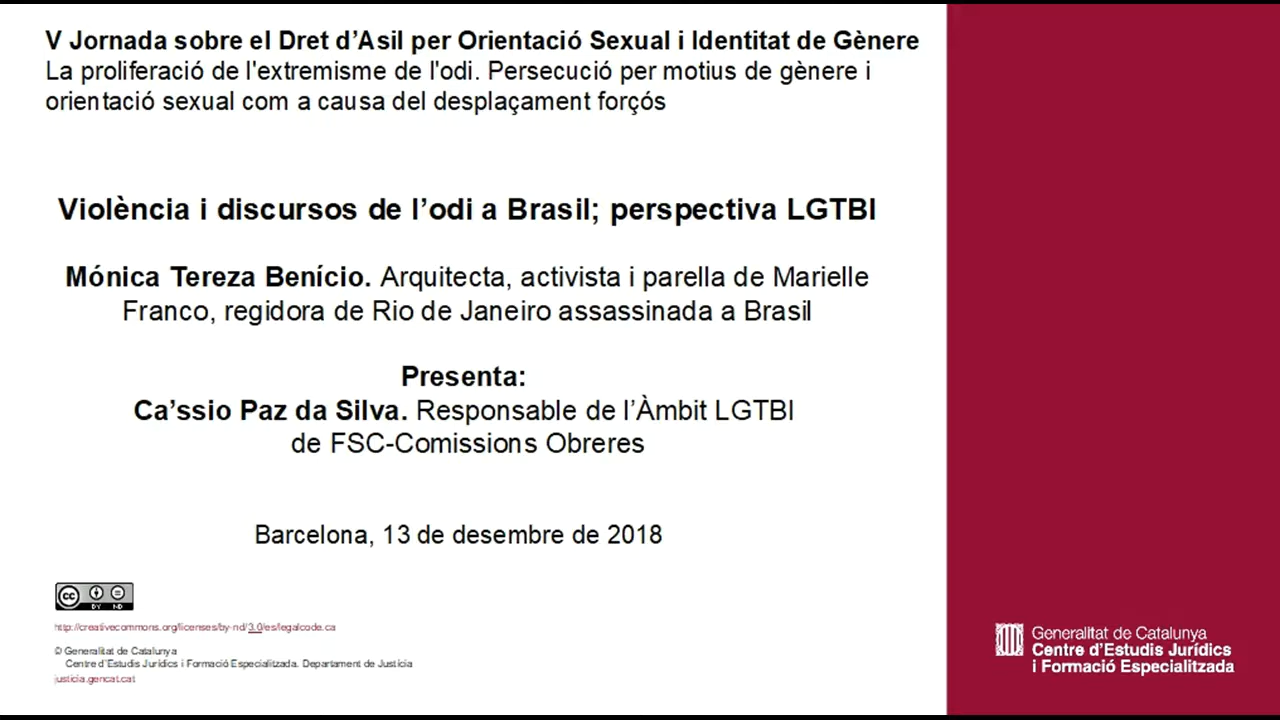 V Jornada sobre el Dret d’Asil per Orientació Sexual i Identitat de Gènere
La proliferació de l'extremisme de l'odi. Persecució per motius de gènere i
orientació sexual com a causa del desplaçament forçós
Violència i discursos de l’odi a Brasil; perspectiva LGTBI
Mónica Tereza Benício. Arquitecta, activista i parella de Marielle
Franco, regidora de Rio de Janeiro assassinada a Brasil
Presenta:
Ca’ssio Paz da Silva. Responsable de l’Àmbit LGTBI
de FSC-Comissions Obreres
Barcelona, 13 de desembre de 2018
cc BY ND
http://creativecommons.org/licenses/by-nd/3.0/es/legalcode.ca
© Generalitat de Catalunya
Centre d’Estudis Jurídics i Formació Especialitzada. Departament de Justícia
justicia.gencat.cat
Generalitat de Catalunya
Centre d’Estudis Jurídics
i Formació Especialitzada